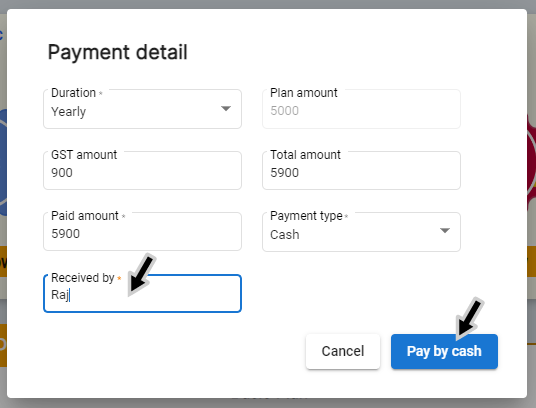 Payment detail
Duration *
Yearly
Plan amount
5000
GST amount
900
Total amount
5900
Paid amount *
5900
Payment type *
Cash
Received by *
Raj
Cancel
Pay by cash